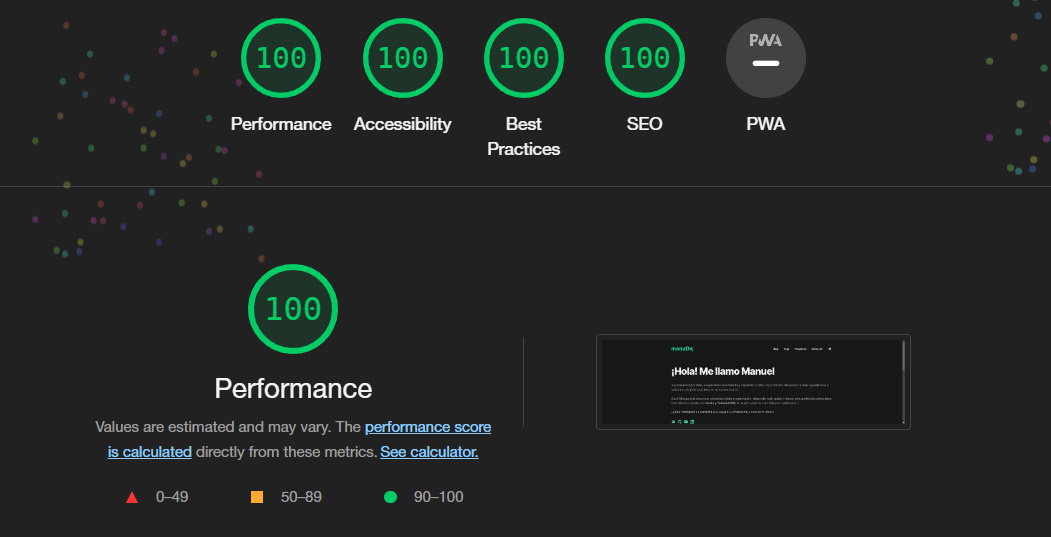 100
100
100
100
PWA
Performance
Accessibility
Best
Practices
SEO
PWA
100
Performance
Values are estimated and may vary. The performance score
is calculated directly from these metrics. See calculator.
0–49
50–89
90–100
¡Hola! Me llamo Manuel